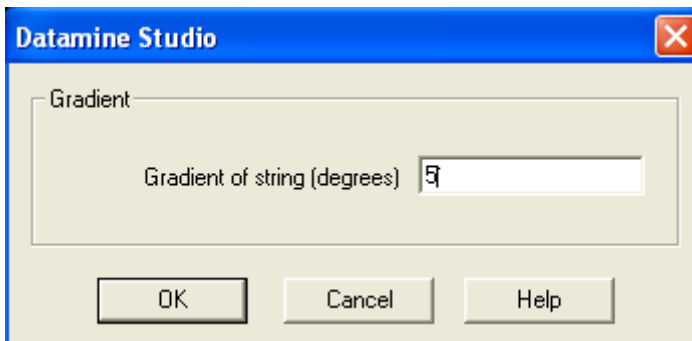 Datamine Studio
Gradient
Gradient of string (degrees) 5
OK Cancel Help